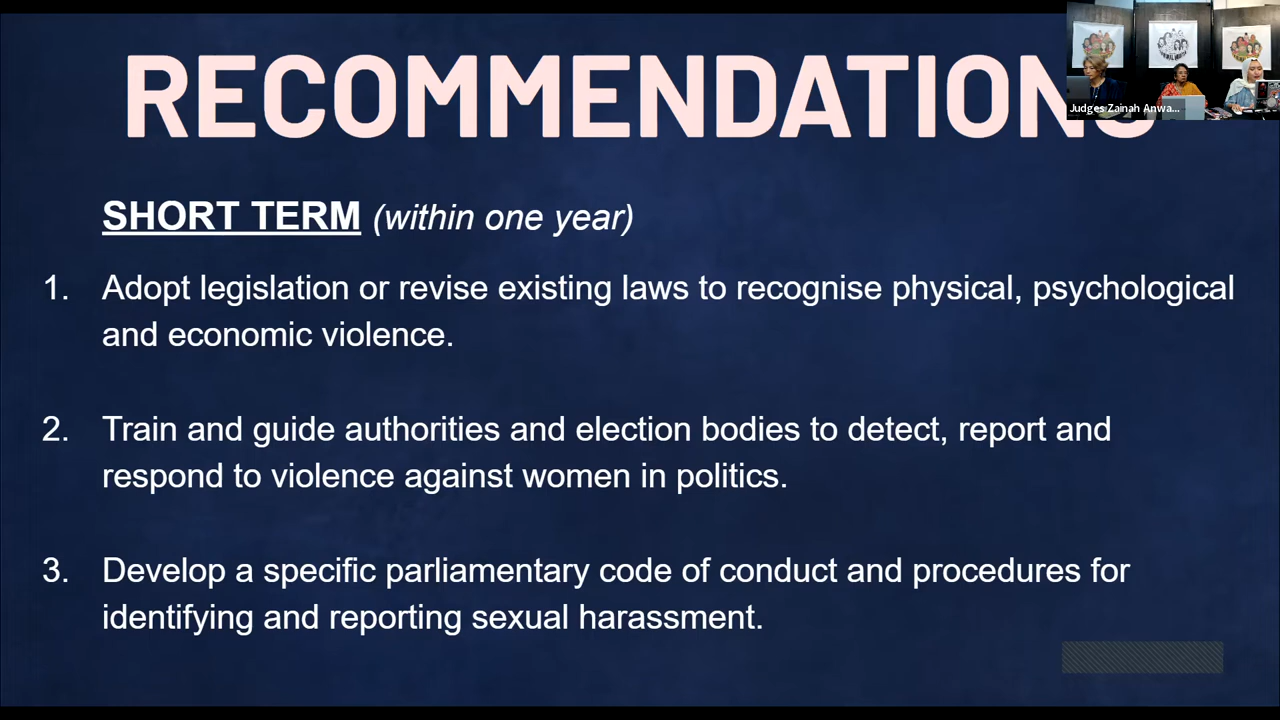 RECOMMENDATIONS
Judges Zainah Anwa...
SHORT TERM (within one year)
1. Adopt legislation or revise existing laws to recognise physical, psychological
and economic violence.
2. Train and guide authorities and election bodies to detect, report and
respond to violence against women in politics.
3. Develop a specific parliamentary code of conduct and procedures for
identifying and reporting sexual harassment.